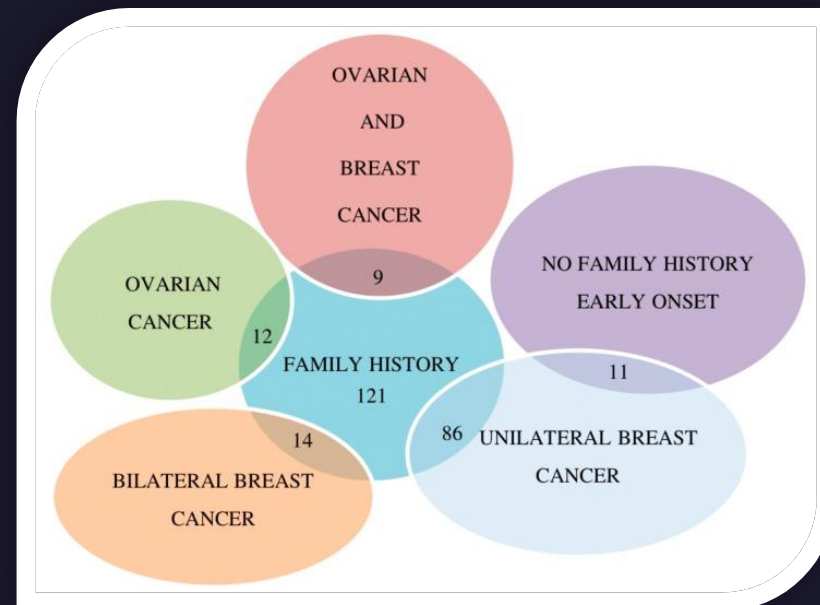 OVARIAN
AND
BREAST
CANCER
9
NO FAMILY HISTORY
EARLY ONSET
OVARIAN
CANCER
12
FAMILY HISTORY
121
11
14
86
UNILATERAL BREAST
CANCER
BILATERAL BREAST
CANCER